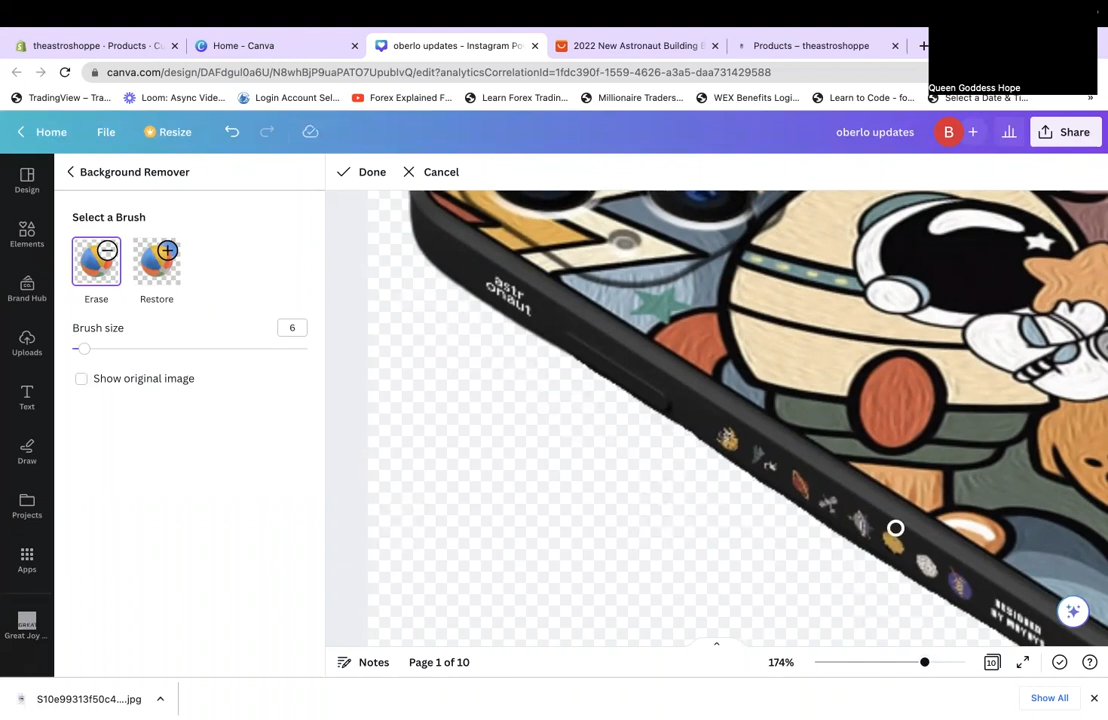 theastroshoppe · Products · Cu
Home - Canva
oberlo updates - Instagram Po
2022 New Astronaut Building B
Products – theastroshoppe
canva.com/design/DAFdgul0a6U/N8whBjP9uaPATO7UpublvQ/edit?analyticsCorrelationId=1fdc390f-1559-4626-a3a5-daa731429588
Queen Goddess Hope
TradingView – Tra...
Loom: Async Vide...
Login Account Sel...
Forex Explained F...
Learn Forex Tradin...
Millionaire Traders...
WEX Benefits Logi...
Learn to Code - fo...
Select a Date & Ti...
»
Home
File
Resize
oberlo updates
B
Share
Design
Elements
Brand Hub
Uploads
Text
Draw
Projects
Apps
GREAT
Great Joy ...
Background Remover
Select a Brush
Erase
Restore
Brush size
6
Show original image
Done
Cancel
astr
onaut
DESIGNED
Notes
Page 1 of 10
174%
10
S10e99313f50c4....jpg
Show All